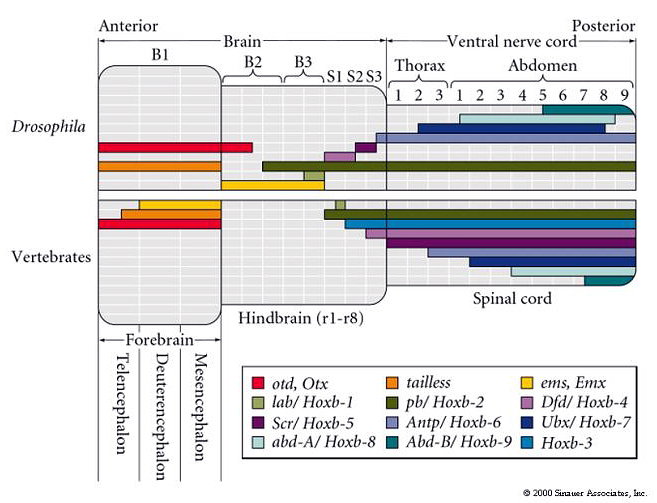 Anterior Posterior
Brain Ventral nerve cord
B1 B2 B3 S1 S2 S3 Thorax Abdomen
1 2 3 1 2 3 4 5 6 7 8 9
Drosophila
Vertebrates
Hindbrain (r1-r8)
Spinal cord
Forebrain
Telencephalon
Deuterencephalon
Mesencephalon
otd, Otx tailless ems, Emx
lab/ Hoxb-1 pb/ Hoxb-2 Dfd/ Hoxb-4
Scr/ Hoxb-5 Antp/ Hoxb-6 Ubx/ Hoxb-7
abd-A/ Hoxb-8 Abd-B/ Hoxb-9 Hoxb-3
© 2000 Sinauer Associates, Inc.